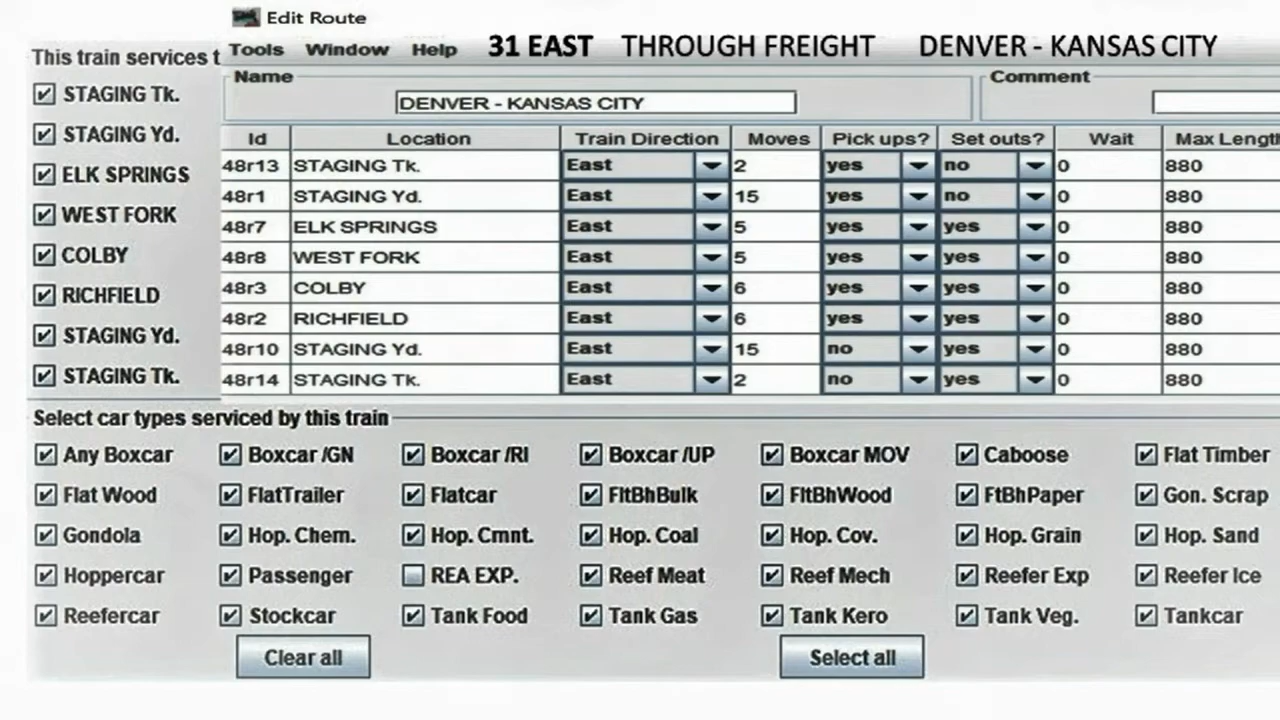 Edit Route
Tools Window Help 31 EAST THROUGH FREIGHT DENVER - KANSAS CITY
This train services t
Name Comment
DENVER - KANSAS CITY
STAGING Tk.
STAGING Yd.
ELK SPRINGS
WEST FORK
COLBY
RICHFIELD
STAGING Yd.
STAGING Tk.
Id Location Train Direction Moves Pick ups? Set outs? Wait Max Length
48r13 STAGING Tk. East 2 yes no 0 880
48r1 STAGING Yd. East 15 yes no 0 880
48r7 ELK SPRINGS East 5 yes yes 0 880
48r8 WEST FORK East 5 yes yes 0 880
48r3 COLBY East 6 yes yes 0 880
48r2 RICHFIELD East 6 yes yes 0 880
48r10 STAGING Yd. East 15 no yes 0 880
48r14 STAGING Tk. East 2 no yes 0 880
Select car types serviced by this train
Any Boxcar Boxcar /GN Boxcar /RI Boxcar /UP Boxcar MOV Caboose Flat Timber
Flat Wood FlatTrailer Flatcar FltBhBulk FltBhWood FtBhPaper Gon. Scrap
Gondola Hop. Chem. Hop. Cmnt. Hop. Coal Hop. Cov. Hop. Grain Hop. Sand
Hoppercar Passenger REA EXP. Reef Meat Reef Mech Reefer Exp Reefer Ice
Reefercar Stockcar Tank Food Tank Gas Tank Kero Tank Veg. Tankcar
Clear all Select all